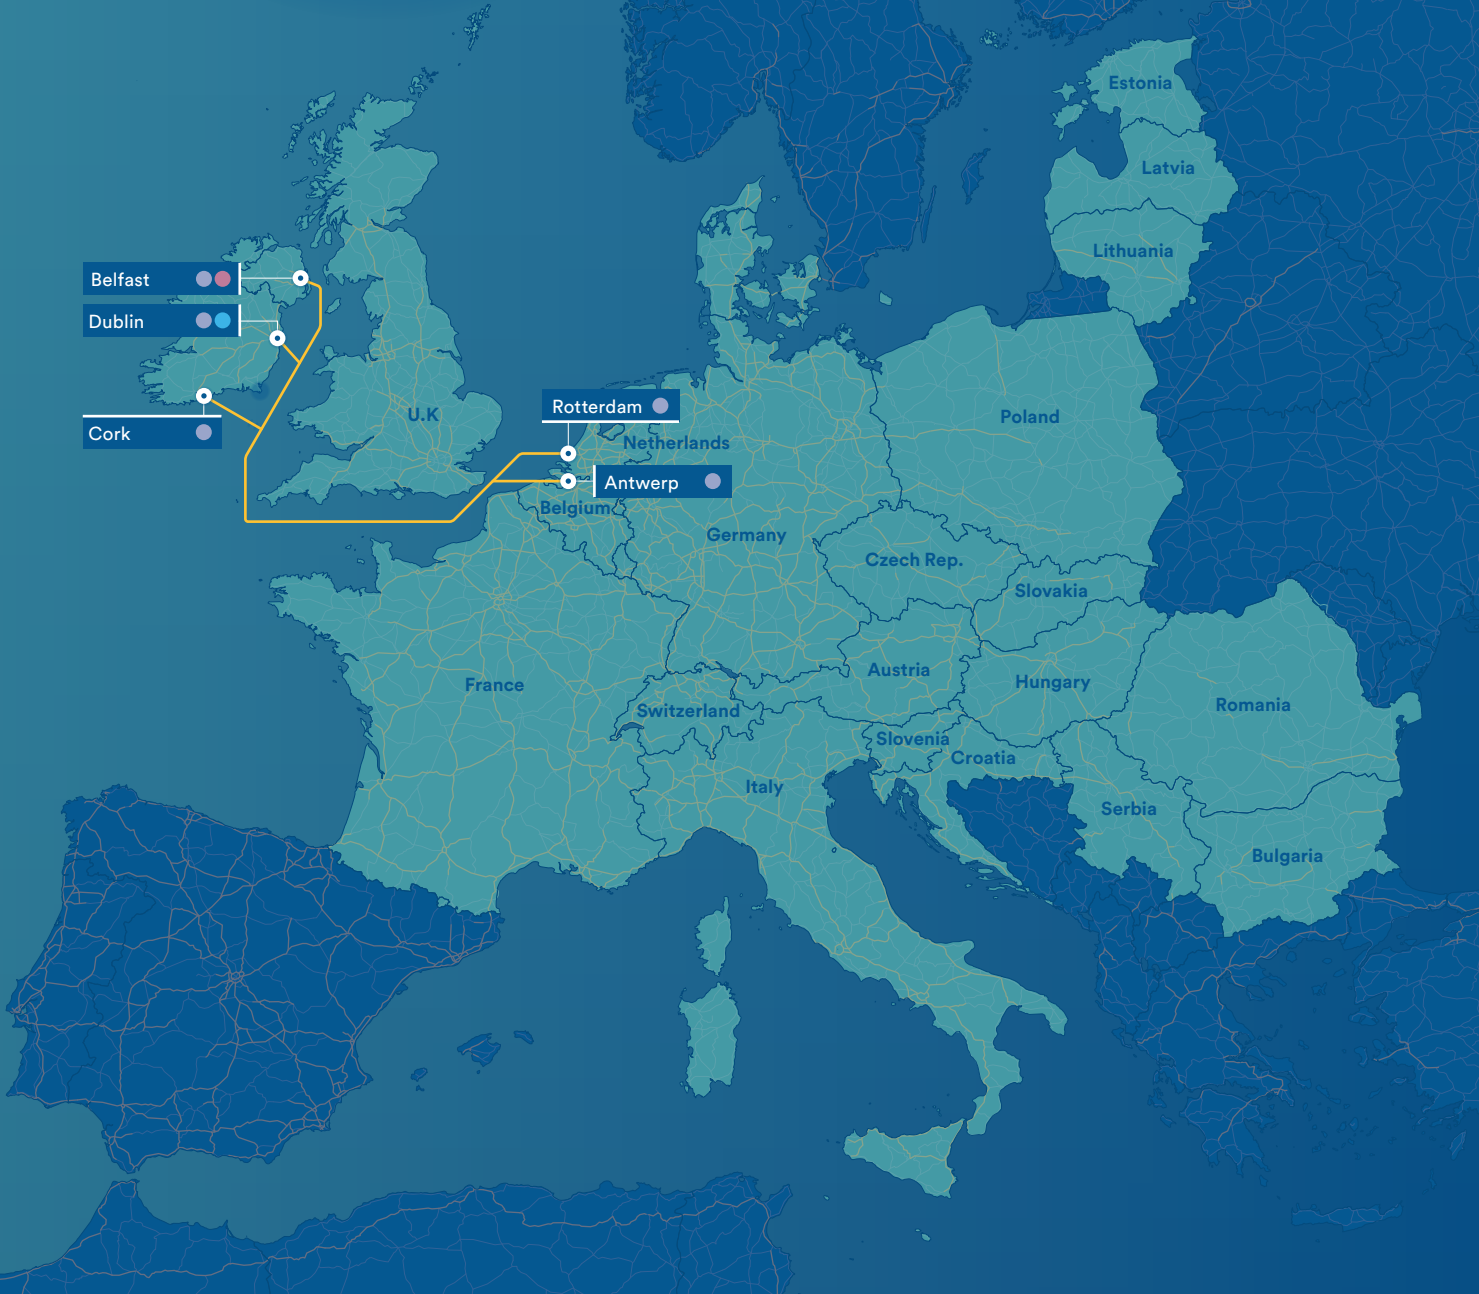 Estonia
Latvia
Lithuania
Belfast
Dublin
Cork
U.K
Rotterdam
Netherlands
Antwerp
Belgium
Poland
Germany
Czech Rep.
Slovakia
France
Switzerland
Austria
Hungary
Romania
Slovenia
Croatia
Italy
Serbia
Bulgaria